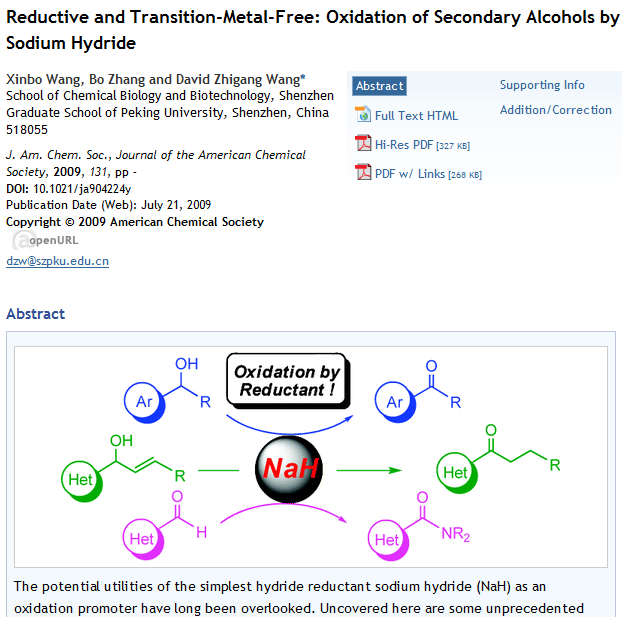 Reductive and Transition-Metal-Free: Oxidation of Secondary Alcohols by
Sodium Hydride
Xinbo Wang, Bo Zhang and David Zhigang Wang*
School of Chemical Biology and Biotechnology, Shenzhen
Graduate School of Peking University, Shenzhen, China
518055
J. Am. Chem. Soc., Journal of the American Chemical
Society, 2009, 131, pp -
DOI: 10.1021/ja904224y
Publication Date (Web): July 21, 2009
Copyright © 2009 American Chemical Society
@openURL
dzw@szpku.edu.cn
Abstract
Supporting Info
Full Text HTML
Addition/Correction
Hi-Res PDF [327 KB]
PDF w/ Links [268 KB]
Abstract
OH
Ar
R
Oxidation by
Reductant !
O
Ar
R
OH
Het
R
NaH
O
Het
R
O
Het
H
O
Het
NR2
The potential utilities of the simplest hydride reductant sodium hydride (NaH) as an
oxidation promoter have long been overlooked. Uncovered here are some unprecedented